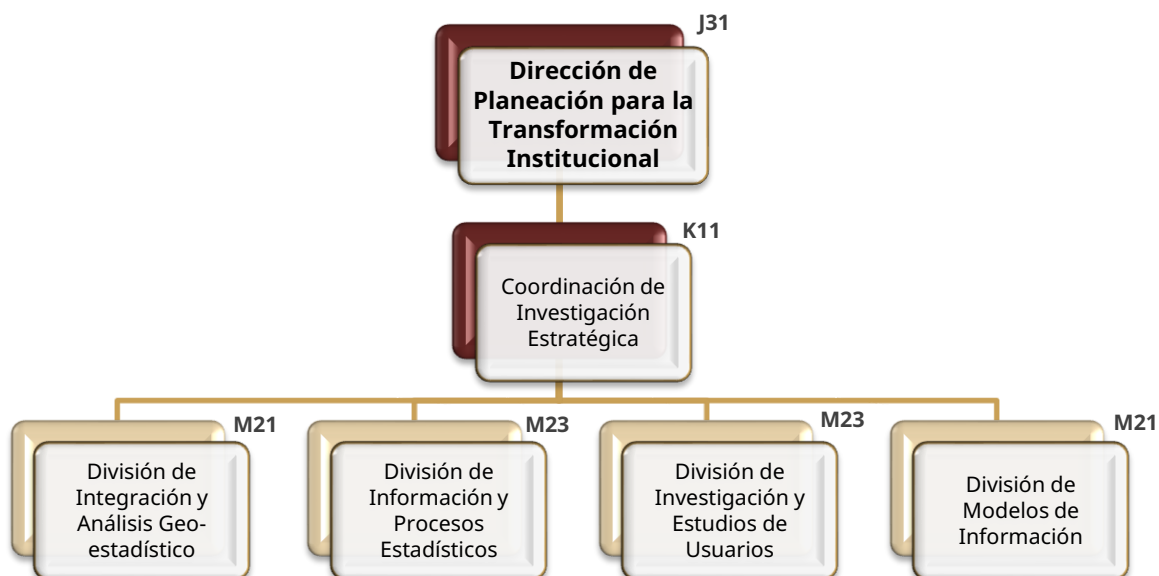 J31
Dirección de
Planeación para la
Transformación
Institucional
K11
Coordinación de
Investigación
Estratégica
M21
División de
Integración y
Análisis Geo-
estadístico
M23
División de
Información y
Procesos
Estadísticos
M23
División de
Investigación y
Estudios de
Usuarios
M21
División de
Modelos de
Información